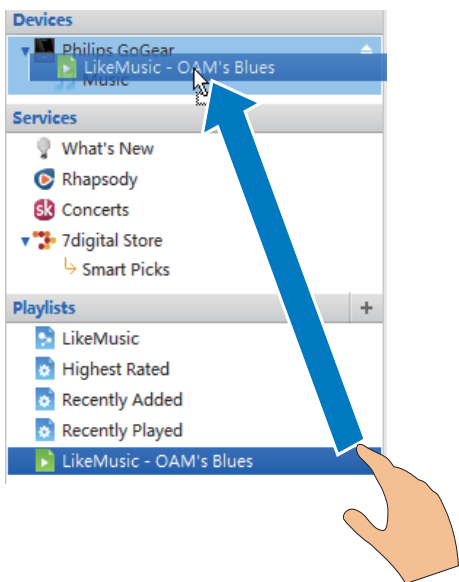 Devices
Philips GoGear
LikeMusic - OAM's Blues
Music
Services
What's New
Rhapsody
sk Concerts
7digital Store
Smart Picks
Playlists +
LikeMusic
Highest Rated
Recently Added
Recently Played
LikeMusic - OAM's Blues